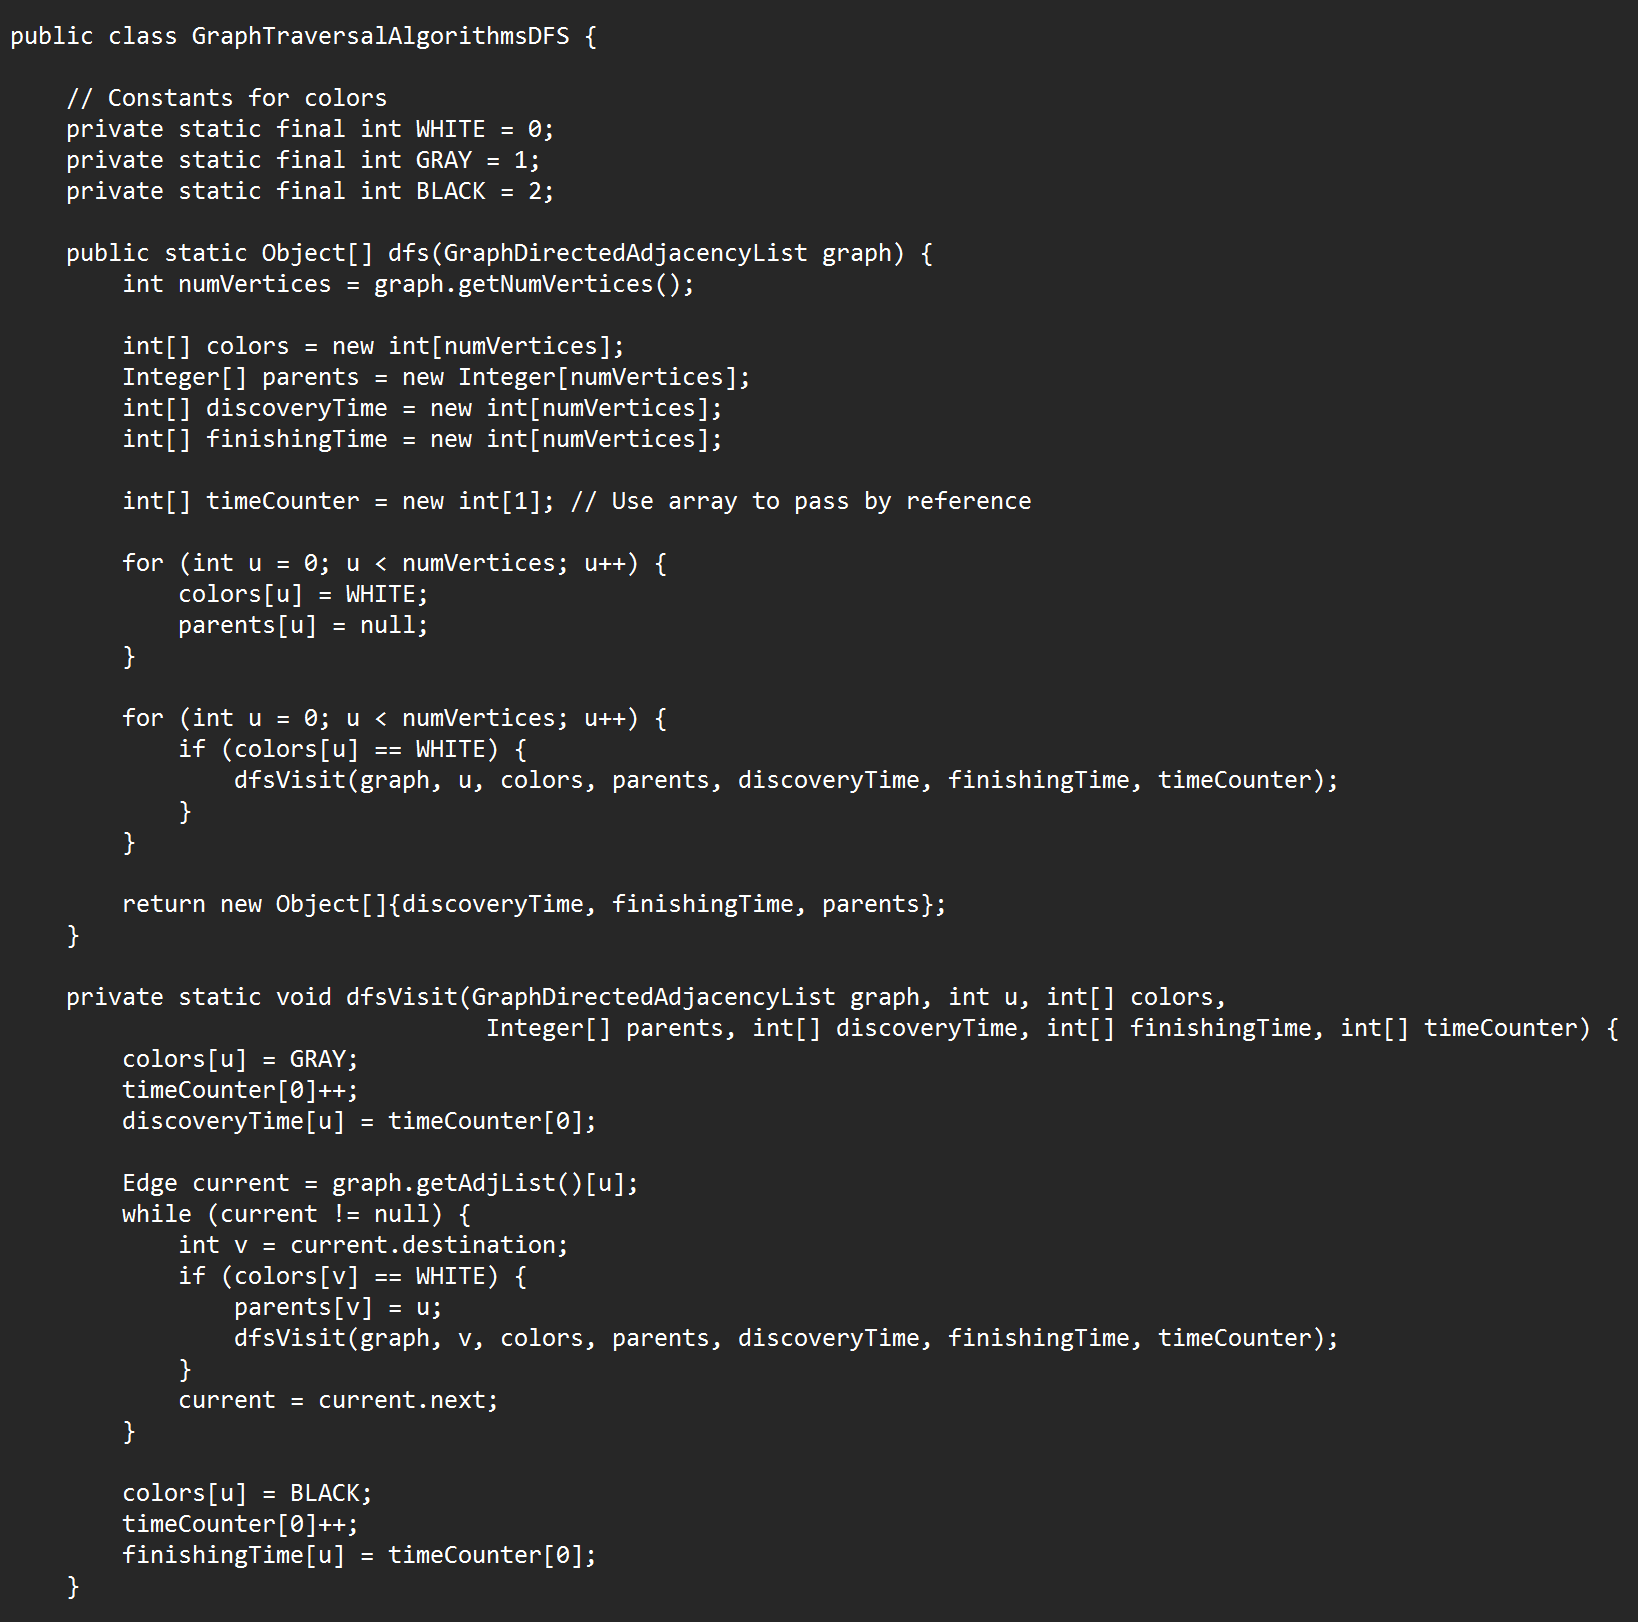 public class GraphTraversalAlgorithmsDFS {

    // Constants for colors
    private static final int WHITE = 0;
    private static final int GRAY = 1;
    private static final int BLACK = 2;

    public static Object[] dfs(GraphDirectedAdjacencyList graph) {
        int numVertices = graph.getNumVertices();

        int[] colors = new int[numVertices];
        Integer[] parents = new Integer[numVertices];
        int[] discoveryTime = new int[numVertices];
        int[] finishingTime = new int[numVertices];

        int[] timeCounter = new int[1]; // Use array to pass by reference

        for (int u = 0; u < numVertices; u++) {
            colors[u] = WHITE;
            parents[u] = null;
        }

        for (int u = 0; u < numVertices; u++) {
            if (colors[u] == WHITE) {
                dfsVisit(graph, u, colors, parents, discoveryTime, finishingTime, timeCounter);
            }
        }

        return new Object[]{discoveryTime, finishingTime, parents};
    }

    private static void dfsVisit(GraphDirectedAdjacencyList graph, int u, int[] colors,
                                  Integer[] parents, int[] discoveryTime, int[] finishingTime, int[] timeCounter) {
        colors[u] = GRAY;
        timeCounter[0]++;
        discoveryTime[u] = timeCounter[0];

        Edge current = graph.getAdjList()[u];
        while (current != null) {
            int v = current.destination;
            if (colors[v] == WHITE) {
                parents[v] = u;
                dfsVisit(graph, v, colors, parents, discoveryTime, finishingTime, timeCounter);
            }
            current = current.next;
        }

        colors[u] = BLACK;
        timeCounter[0]++;
        finishingTime[u] = timeCounter[0];
    }